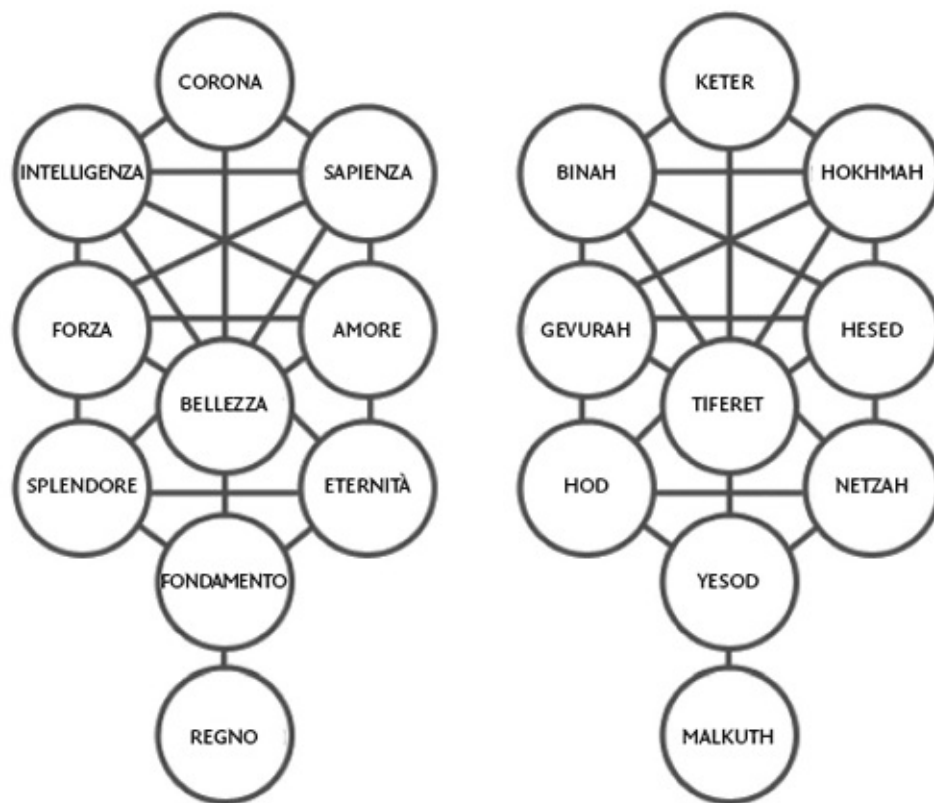 CORONA
INTELLIGENZA
SAPIENZA
FORZA
AMORE
BELLEZZA
SPLENDORE
ETERNITÀ
FONDAMENTO
REGNO
KETER
BINAH
HOKHMAH
GEVURAH
HESED
TIFERET
HOD
NETZAH
YESOD
MALKUTH